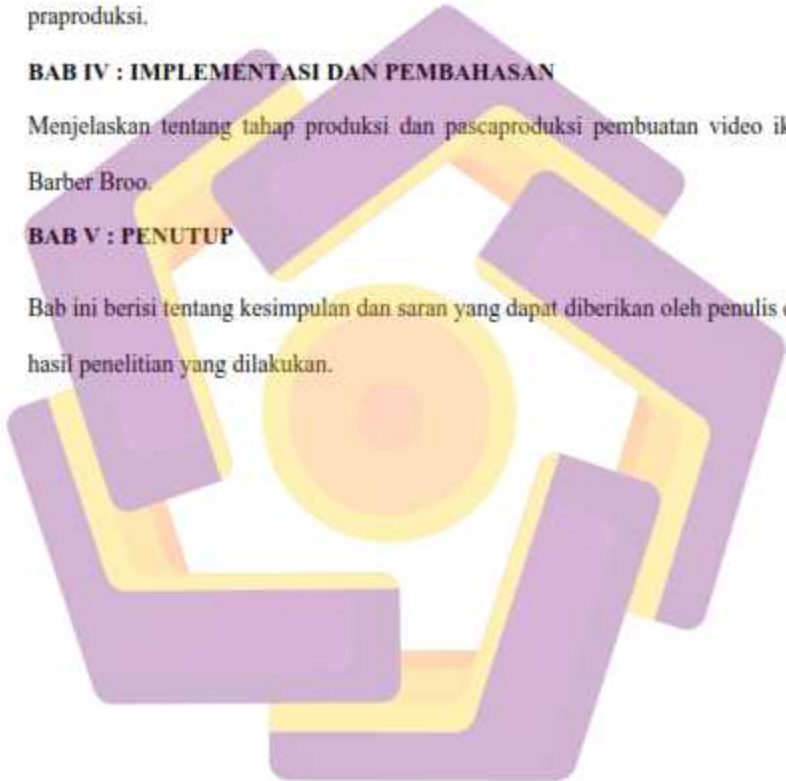 praproduksi.
BAB IV : IMPLEMENTASI DAN PEMBAHASAN
Menjelaskan tentang tahap produksi dan pascaproduksi pembuatan video
Barber Broo.
BAB V : PENUTUP
Bab ini berisi tentang kesimpulan dan saran yang dapat diberikan oleh penulis
hasil penelitian yang dilakukan.